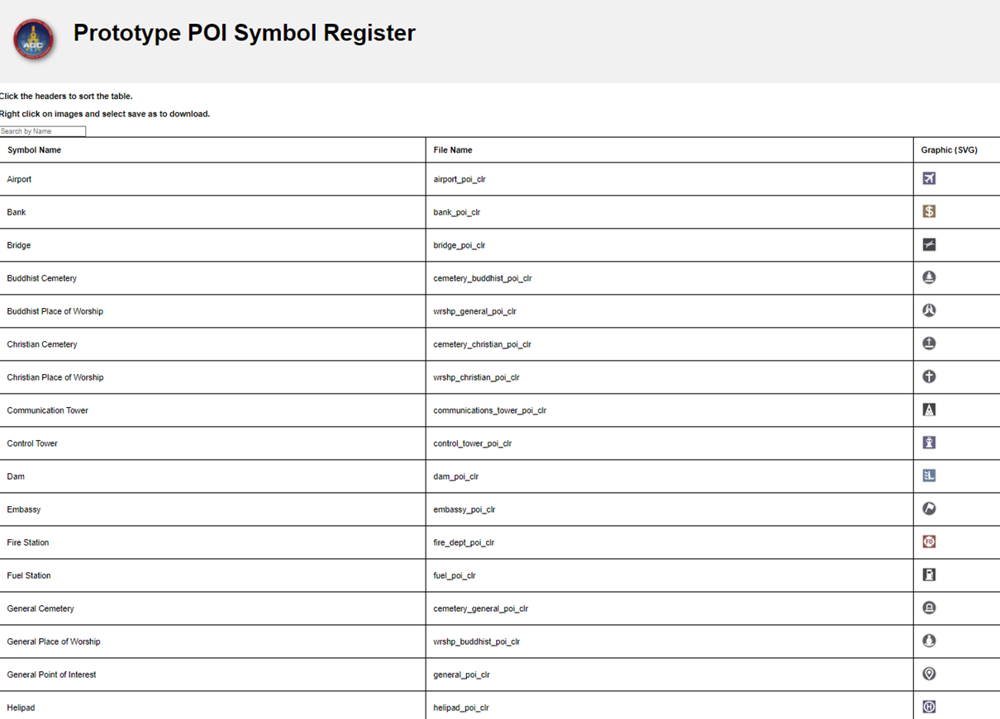 AGC
Prototype POI Symbol Register
Click the headers to sort the table.
Right click on images and select save as to download.
Search by Name
Symbol Name File Name Graphic (SVG)
Airport airport_poi_clr
Bank bank_poi_clr $
Bridge bridge_poi_clr
Buddhist Cemetery cemetery_buddhist_poi_clr
Buddhist Place of Worship wrshp_general_poi_clr
Christian Cemetery cemetery_christian_poi_clr
Christian Place of Worship wrshp_christian_poi_clr
Communication Tower communications_tower_poi_clr
Control Tower control_tower_poi_clr
Dam dam_poi_clr
Embassy embassy_poi_clr
Fire Station fire_dept_poi_clr FD
Fuel Station fuel_poi_clr
General Cemetery cemetery_general_poi_clr
General Place of Worship wrshp_buddhist_poi_clr
General Point of Interest general_poi_clr
Helipad helipad_poi_clr H